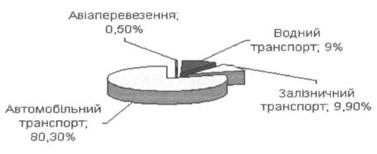 Авіаперевезення;
0,50%
Водний
транспорт; 9%
Залізничний
транспорт; 9,90%
Автомобільний
транспорт;
80,30%